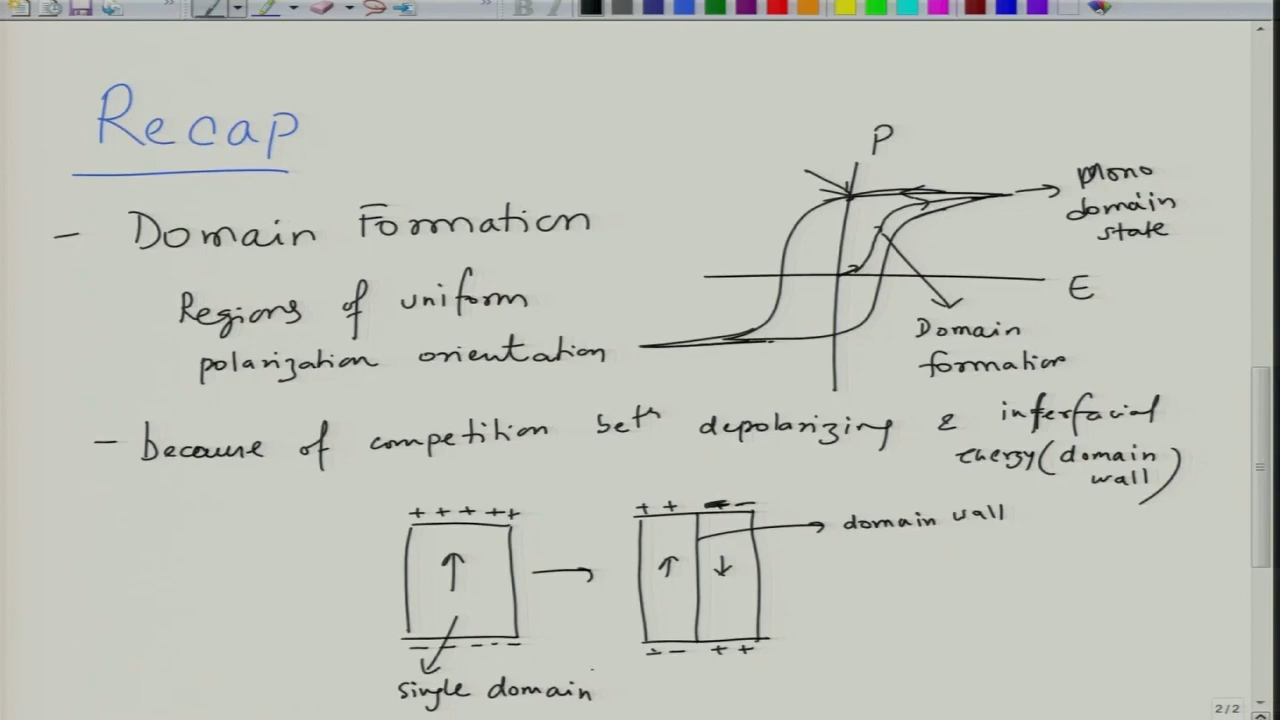 Recap
- Domain Formation
Regions of uniform
polarization orientation
P
E
Mono
domain
state
Domain
formation
- because of competition betn depolarizing & interfacial
energy (domain
wall)
+ + + + +
↑
- - - - -
single domain
+ + - -
↑ ↓
- - + +
domain wall
2/2